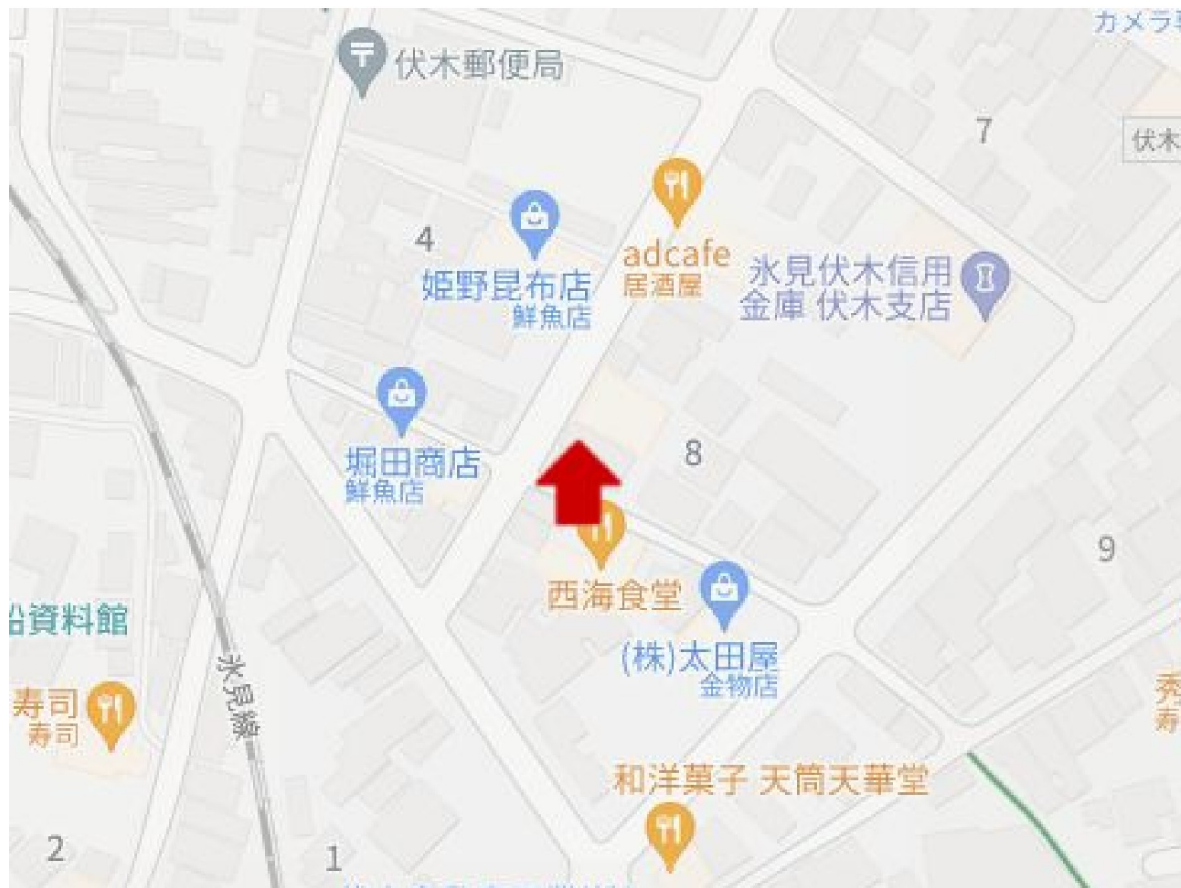 カメラ
伏木郵便局
7
伏木
4
adcafe
居酒屋
姫野昆布店
鮮魚店
氷見伏木信用
金庫 伏木支店
堀田商店
鮮魚店
8
9
西海食堂
船資料館
(株)太田屋
金物店
氷見線
寿司
寿司
秀
寿
和洋菓子 天筒天華堂
2
1